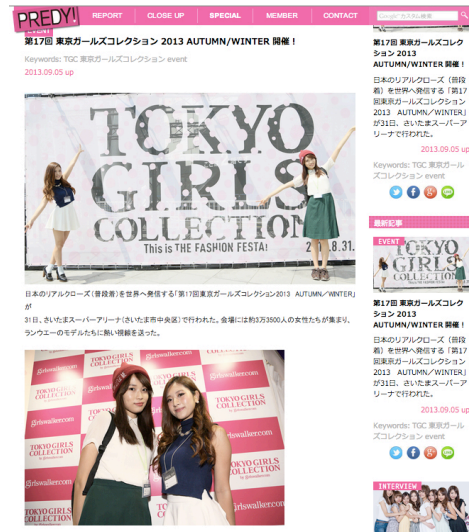 PREDY!
REPORT
CLOSE UP
SPECIAL
MEMBER
CONTACT
Google カスタム検索
EVENT
第17回 東京ガールズコレクション 2013 AUTUMN/WINTER 開催！
Keywords: TGC 東京ガールズコレクション event
2013.09.05 up
TOKYO
GIRLS
COLLECTION
This is THE FASHION FESTA!
8.31.
日本のリアルクローズ（普段着）を世界へ発信する「第17回東京ガールズコレクション2013 AUTUMN／WINTER」
が
31日、さいたまスーパーアリーナ（さいたま市中央区）で行われた。会場には約3万3500人の女性たちが集まり、
ランウエーのモデルたちに熱い視線を送った。
girlswalker.com
TOKYO GIRLS
COLLECTION
girlswalker.com
TOKYO GIRLS
COLLECTION
girlswalker.com
TOKYO GIRLS
COLLECTION
第17回 東京ガールズコレク
ション 2013
AUTUMN/WINTER 開催！
日本のリアルクローズ（普段
着）を世界へ発信する「第17
回東京ガールズコレクション
2013 AUTUMN／WINTER」
が31日、さいたまスーパーア
リーナで行われた。
2013.09.05 up
Keywords: TGC 東京ガール
ズコレクション event
最新記事
EVENT
TOKYO
GIRLS
COLLECTION
第17回 東京ガールズコレク
ション 2013
AUTUMN/WINTER 開催！
日本のリアルクローズ（普段
着）を世界へ発信する「第17
回東京ガールズコレクション
2013 AUTUMN／WINTER」
が31日、さいたまスーパーア
リーナで行われた。
2013.09.05 up
Keywords: TGC 東京ガール
ズコレクション event
INTERVIEW